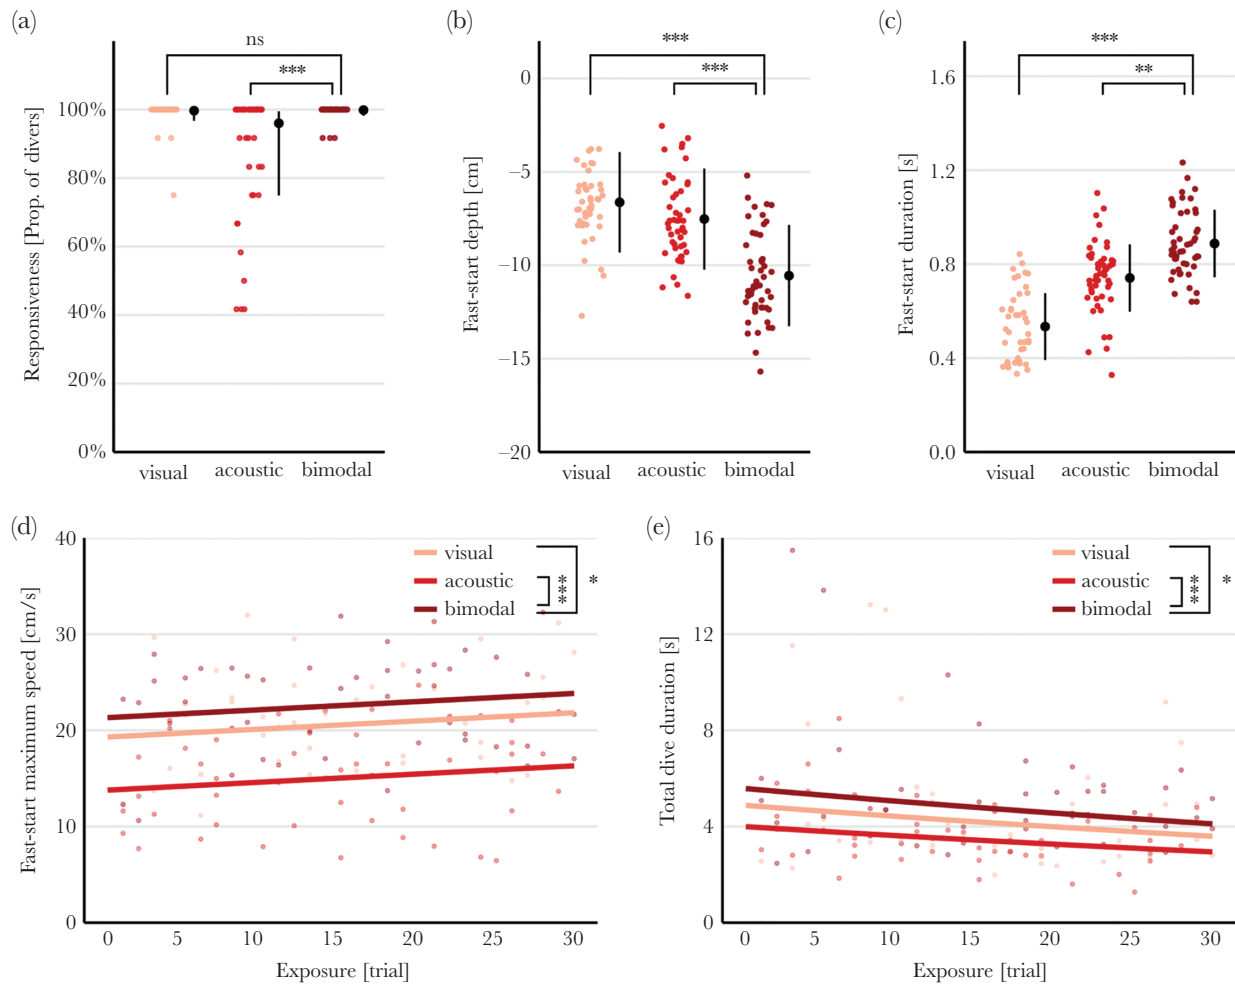 (a)
ns
***
Responsiveness [Prop. of divers]
100%
80%
60%
40%
20%
0%
visual
acoustic
bimodal
(b)
***
***
Fast-start depth [cm]
0
−5
−10
−15
−20
visual
acoustic
bimodal
(c)
***
**
Fast-start duration [s]
1.6
1.2
0.8
0.4
0.0
visual
acoustic
bimodal
(d)
Fast-start maximum speed [cm/s]
40
30
20
10
0
visual
acoustic
bimodal
***
*
0 5 10 15 20 25 30
Exposure [trial]
(e)
Total dive duration [s]
16
12
8
4
0
visual
acoustic
bimodal
***
*
0 5 10 15 20 25 30
Exposure [trial]